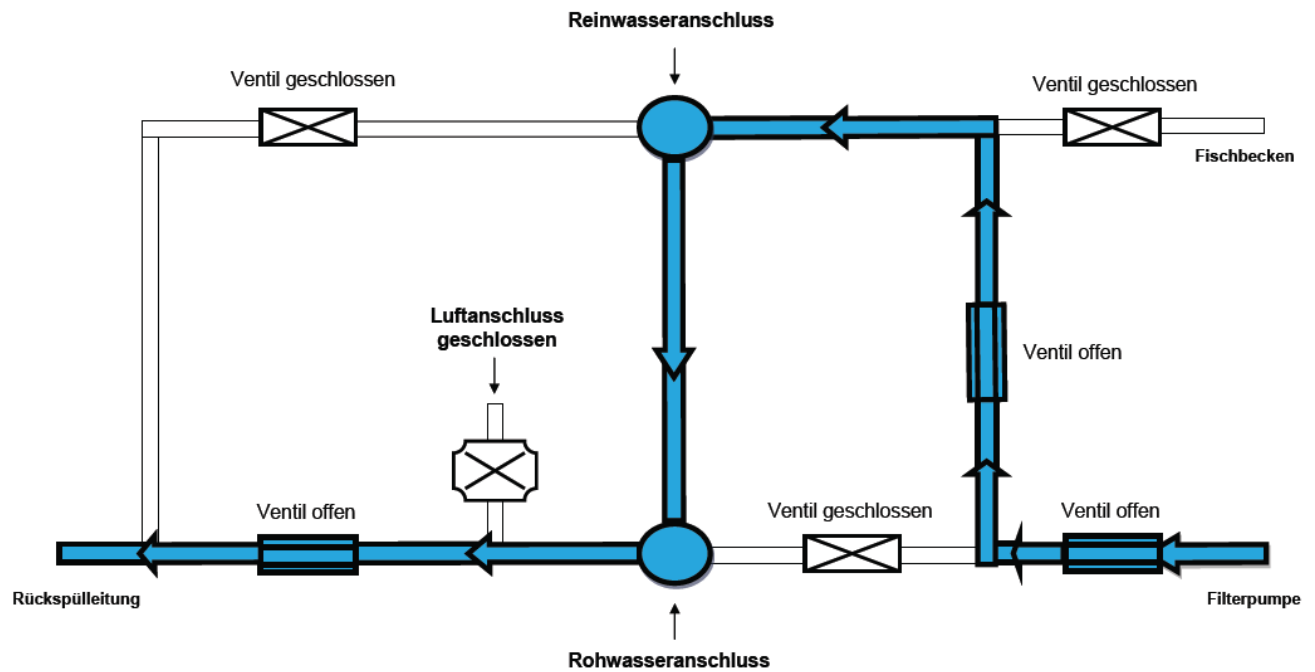 Reinwasseranschluss
Ventil geschlossen
Ventil geschlossen
Fischbecken
Luftanschluss
geschlossen
Ventil offen
Ventil offen
Ventil geschlossen
Ventil offen
Rückspülleitung
Filterpumpe
Rohwasseranschluss